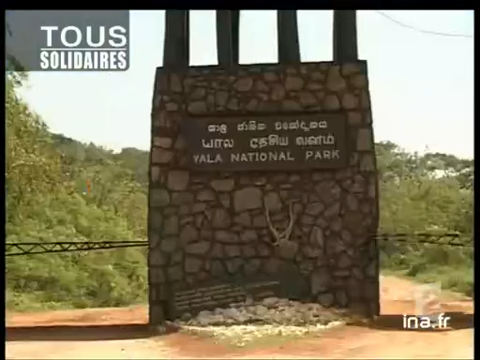 TOUS
SOLIDAIRES
යාල ජාතික වනෝද්‍යානය
யால தேசிய வனம்
YALA NATIONAL PARK
ina.fr